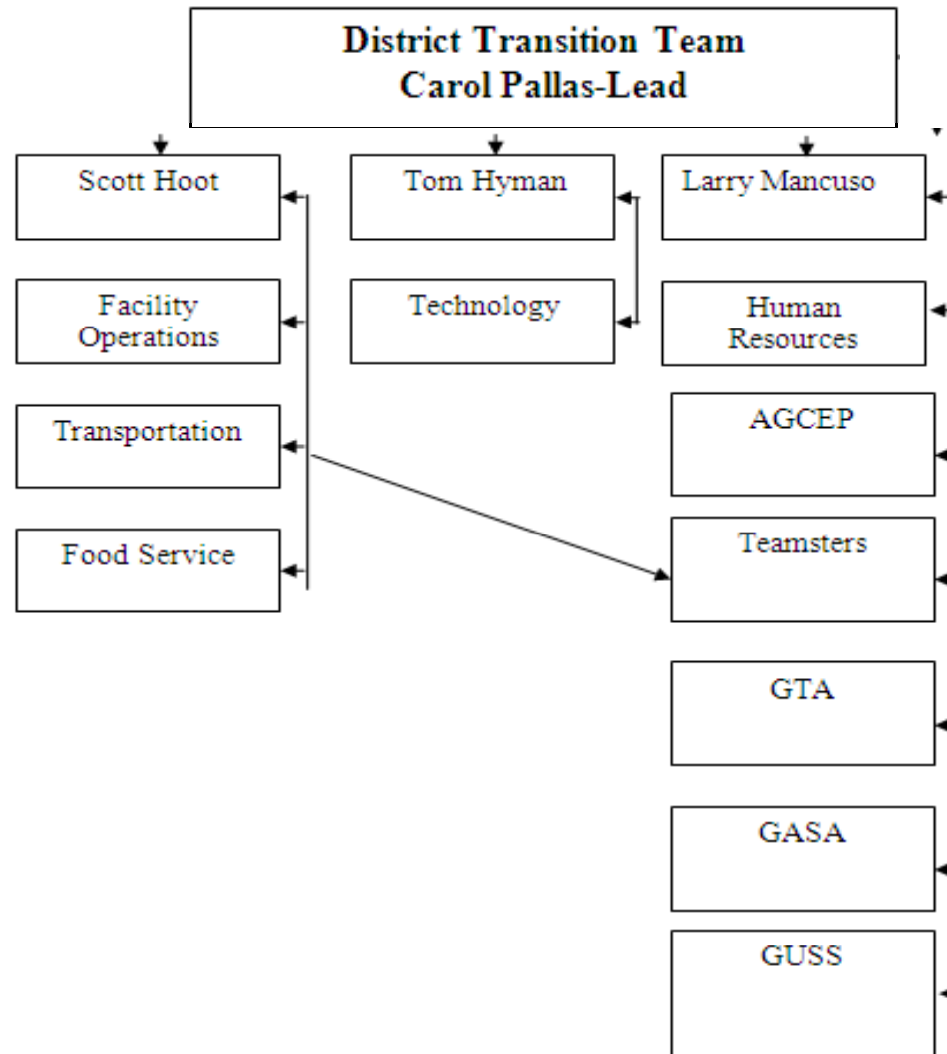 District Transition Team
Carol Pallas-Lead
Scott Hoot
Tom Hyman
Larry Mancuso
Facility
Operations
Technology
Human
Resources
Transportation
AGCEP
Food Service
Teamsters
GTA
GASA
GUSS